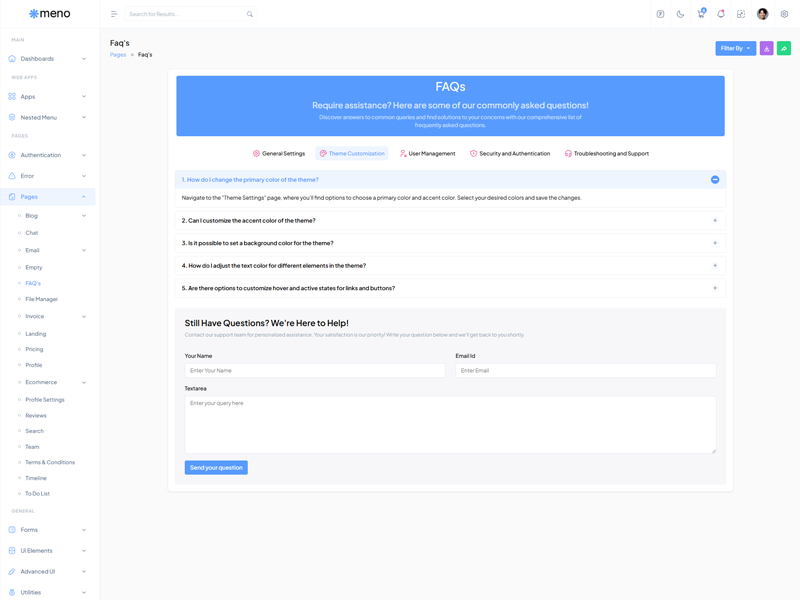 meno
Search for Results...
4
MAIN
Dashboards
WEB APPS
Apps
Nested Menu
PAGES
Authentication
Error
Pages
Blog
Chat
Email
Empty
FAQ's
File Manager
Invoice
Landing
Pricing
Profile
Ecommerce
Profile Settings
Reviews
Search
Team
Terms & Conditions
Timeline
To Do List
GENERAL
Forms
Ui Elements
Advanced UI
Utilities
Faq's
Pages
Faq's
Filter By
FAQs
Require assistance? Here are some of our commonly asked questions!
Discover answers to common queries and find solutions to your concerns with our comprehensive list of
frequently asked questions.
General Settings
Theme Customization
User Management
Security and Authentication
Troubleshooting and Support
1. How do I change the primary color of the theme?
Navigate to the "Theme Settings" page, where you'll find options to choose a primary color and accent color. Select your desired colors and save the changes.
2. Can I customize the accent color of the theme?
3. Is it possible to set a background color for the theme?
4. How do I adjust the text color for different elements in the theme?
5. Are there options to customize hover and active states for links and buttons?
Still Have Questions? We're Here to Help!
Contact our support team for personalized assistance. Your satisfaction is our priority! Write your question below and we'll get back to you shortly.
Your Name
Email Id
Enter Your Name
Enter Email
Textarea
Enter your query here
Send your question